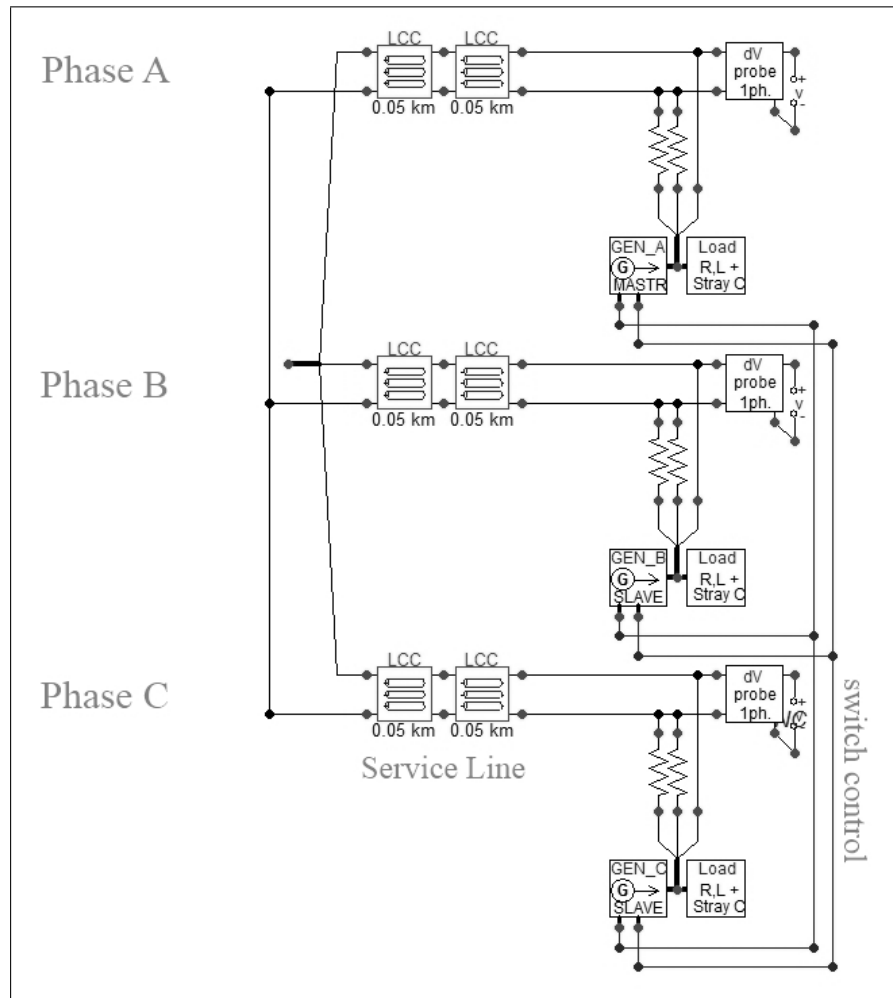 Phase A
LCC LCC
0.05 km 0.05 km
dV
probe
1ph.
+
v
-
GEN_A
G
MASTR
Load
R,L +
Stray C
Phase B
LCC LCC
0.05 km 0.05 km
dV
probe
1ph.
+
v
-
GEN_B
G
SLAVE
Load
R,L +
Stray C
Phase C
LCC LCC
0.05 km 0.05 km
Service Line
dV
probe
1ph.
+
v
-
switch control
GEN_C
G
SLAVE
Load
R,L +
Stray C